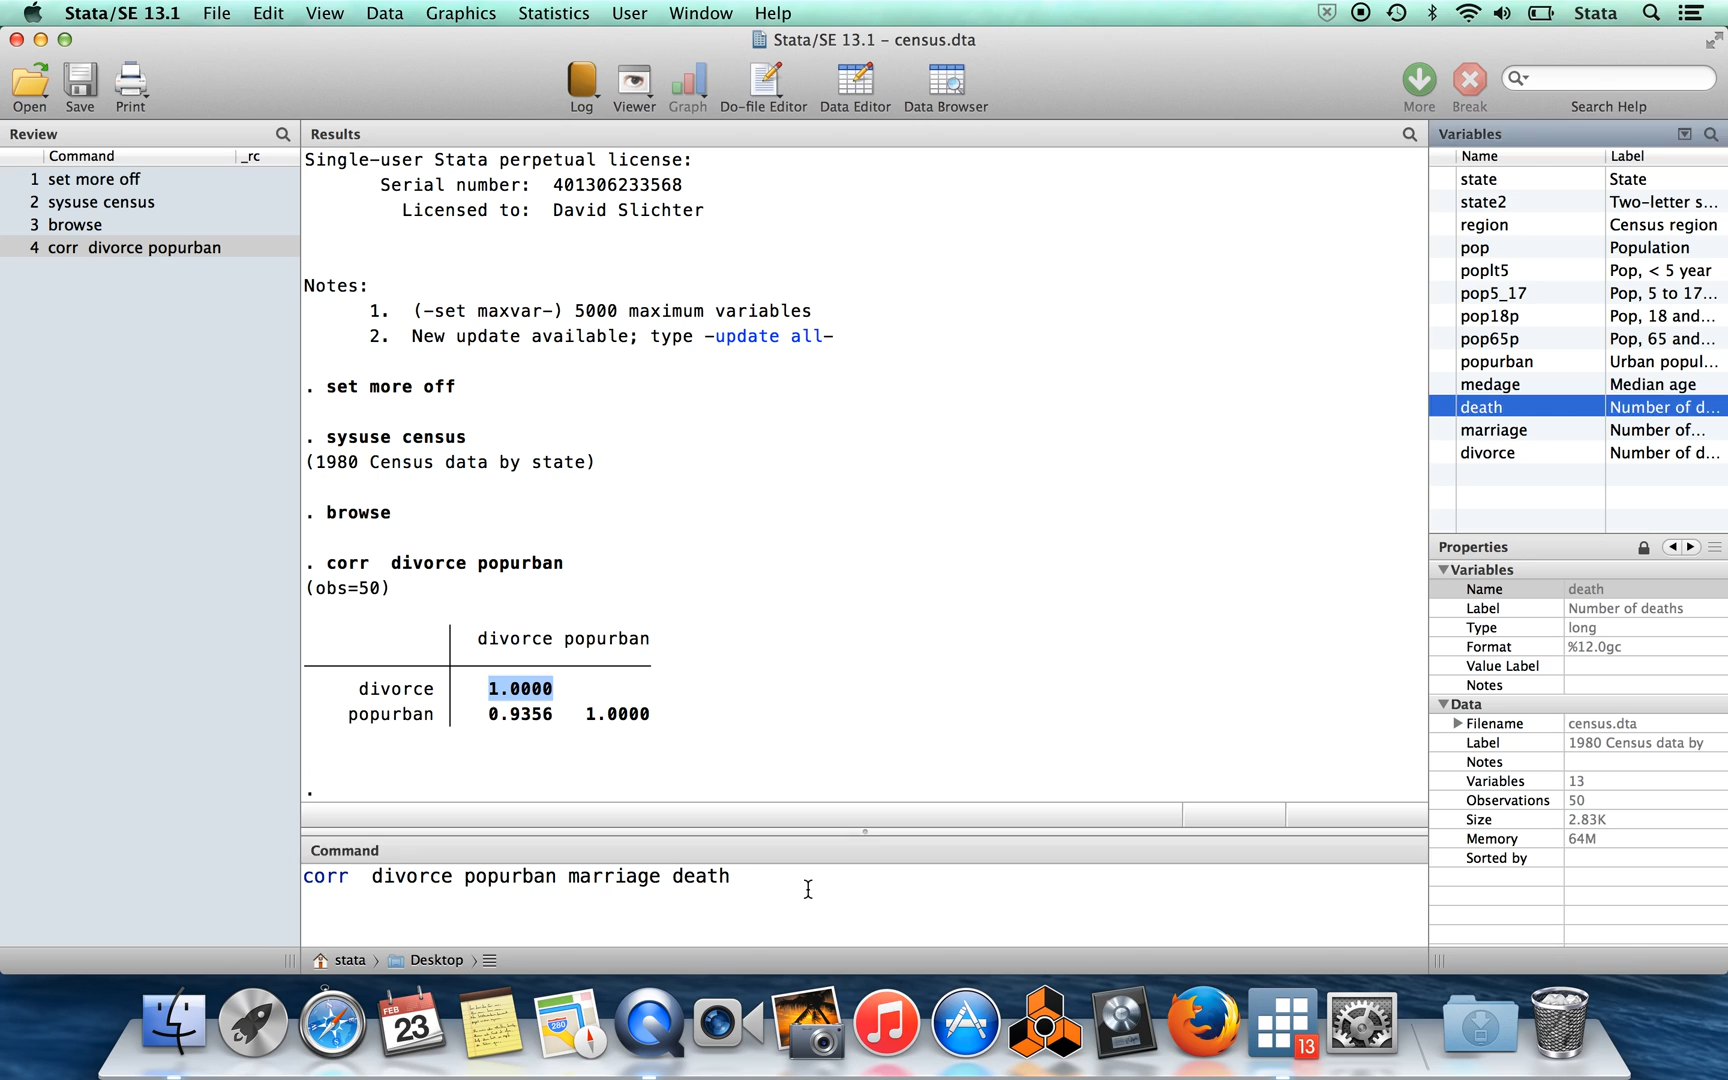 Stata/SE 13.1 File Edit View Data Graphics Statistics User Window Help Stata
Stata/SE 13.1 – census.dta
Open Save Print Log Viewer Graph Do-file Editor Data Editor Data Browser More Break Search Help
Review
Command _rc
1 set more off
2 sysuse census
3 browse
4 corr divorce popurban
Results
Single-user Stata perpetual license:
Serial number: 401306233568
Licensed to: David Slichter
Notes:
1. (-set maxvar-) 5000 maximum variables
2. New update available; type -update all-
. set more off
. sysuse census
(1980 Census data by state)
. browse
. corr divorce popurban
(obs=50)
divorce popurban
divorce 1.0000
popurban 0.9356 1.0000
.
Command
corr divorce popurban marriage death
stata Desktop
Variables
Name Label
state State
state2 Two-letter s...
region Census region
pop Population
poplt5 Pop, < 5 year
pop5_17 Pop, 5 to 17...
pop18p Pop, 18 and...
pop65p Pop, 65 and...
popurban Urban popul...
medage Median age
death Number of d...
marriage Number of...
divorce Number of d...
Properties
Variables
Name death
Label Number of deaths
Type long
Format %12.0gc
Value Label
Notes
Data
Filename census.dta
Label 1980 Census data by
Notes
Variables 13
Observations 50
Size 2.83K
Memory 64M
Sorted by
FEB
23
280
13